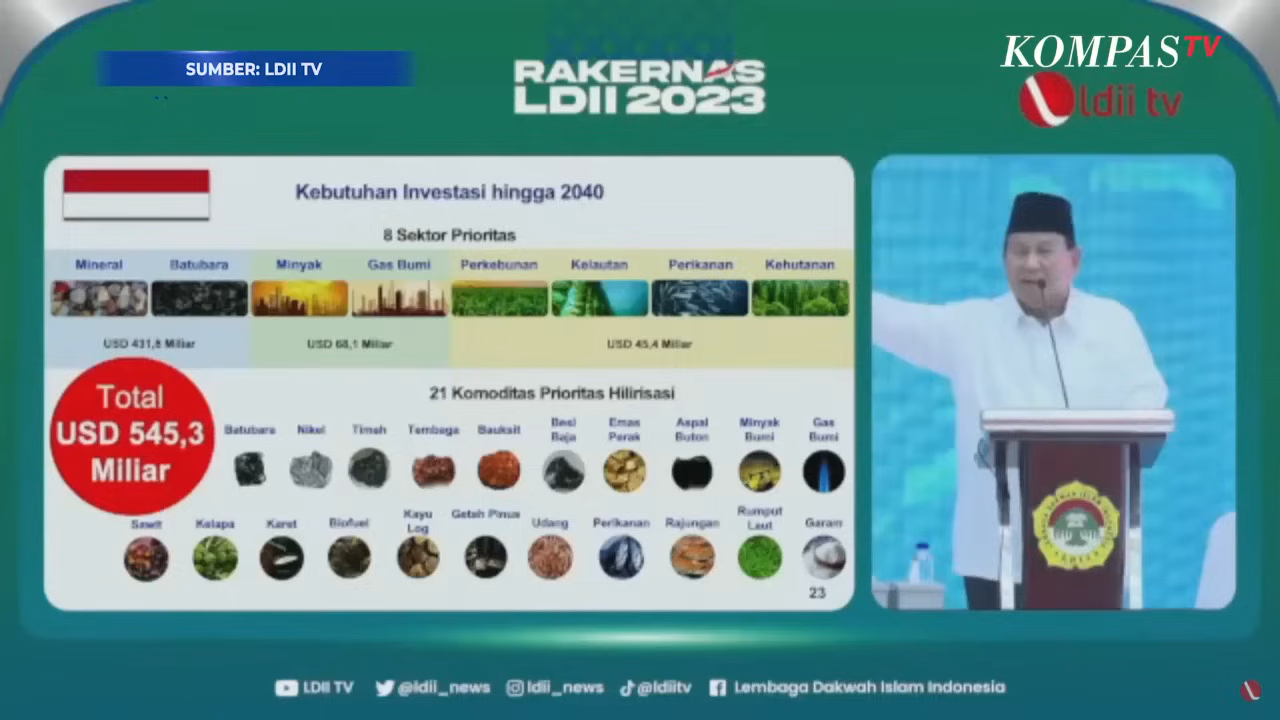 SUMBER: LDII TV
KOMPASTV
RAKERNAS
LDII 2023
ldii tv
Kebutuhan Investasi hingga 2040
8 Sektor Prioritas
Mineral Batubara Minyak Gas Bumi Perkebunan Kelautan Perikanan Kehutanan
USD 431,8 Miliar USD 68,1 Miliar USD 45,4 Miliar
Total
USD 545,3
Miliar
21 Komoditas Prioritas Hilirisasi
Batubara Nikel Timah Tembaga Bauksit Besi Baja Emas Perak Aspal Buton Minyak Bumi Gas Bumi
Sawit Kelapa Karet Biofuel Kayu Log Getah Pinus Udang Perikanan Rajungan Rumput Laut Garam
23
LDII TV @ldii_news ldii_news @ldiitv Lembaga Dakwah Islam Indonesia